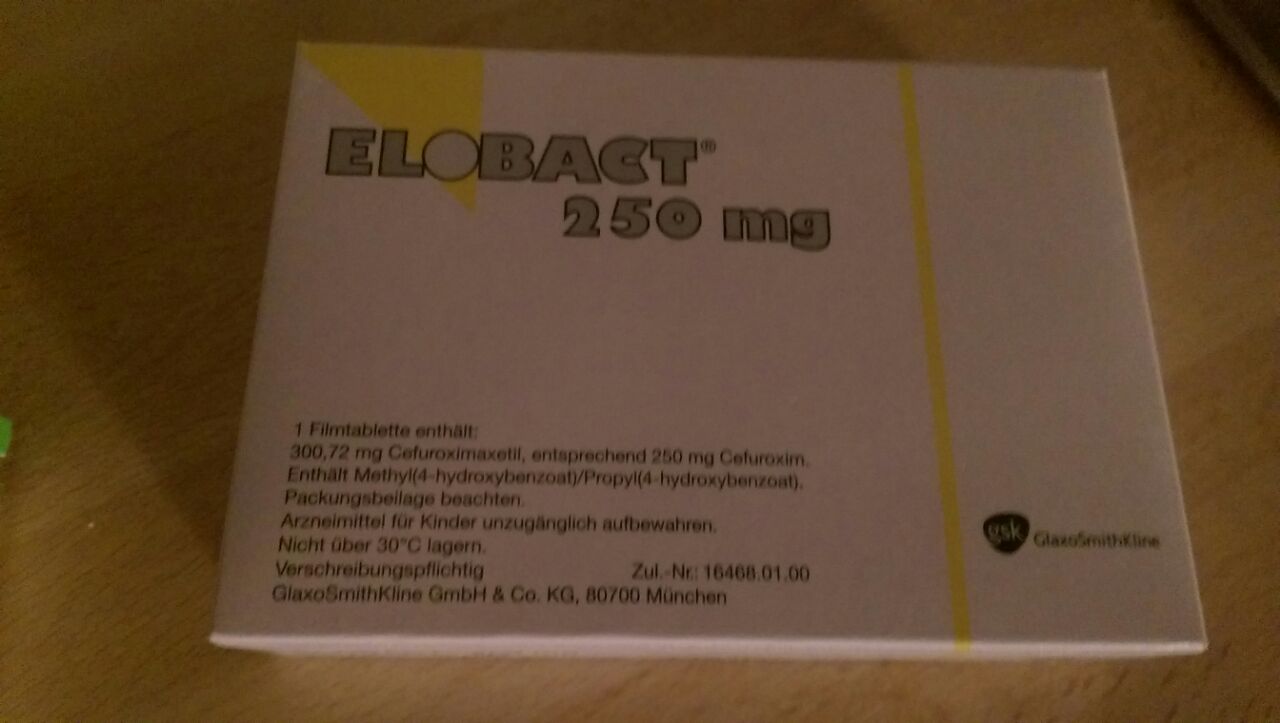 ELOBACT®
250 mg
1 Filmtablette enthält:
300,72 mg Cefuroximaxetil, entsprechend 250 mg Cefuroxim.
Enthält Methyl(4-hydroxybenzoat)/Propyl(4-hydroxybenzoat).
Packungsbeilage beachten.
Arzneimittel für Kinder unzugänglich aufbewahren.
Nicht über 30°C lagern.
Verschreibungspflichtig Zul.-Nr.: 16468.01.00
GlaxoSmithKline GmbH & Co. KG, 80700 München
gsk GlaxoSmithKline